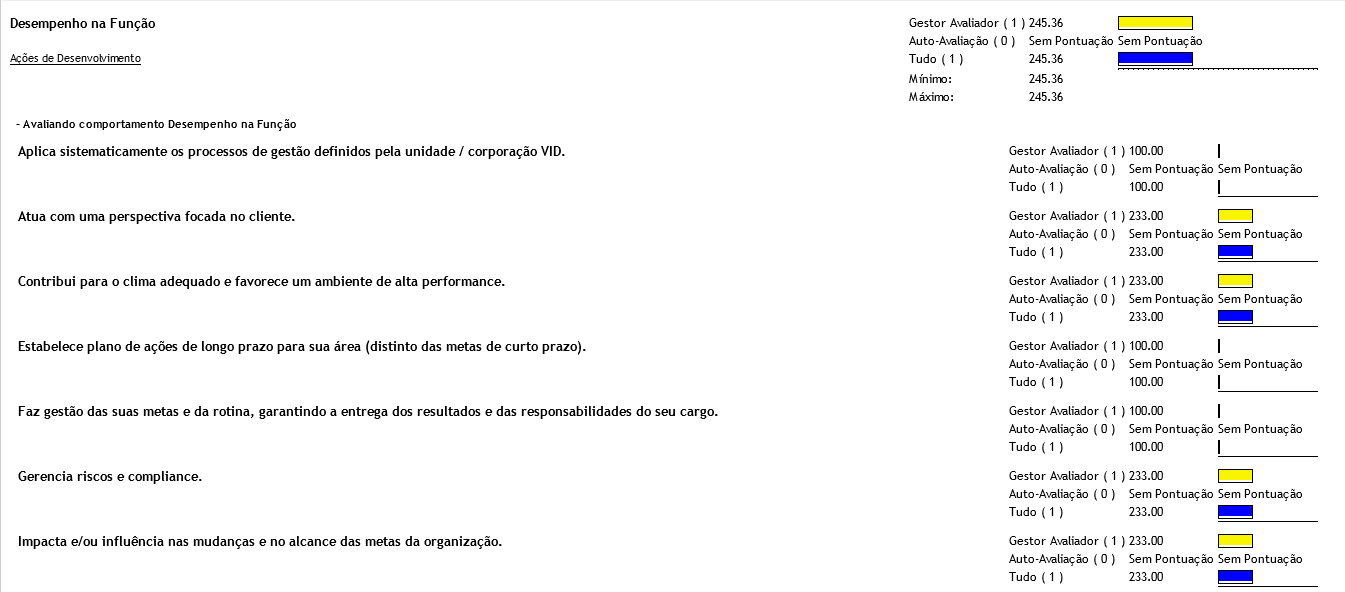 Desempenho na Função
Gestor Avaliador ( 1 ) 245.36
Auto-Avaliação ( 0 ) Sem Pontuação Sem Pontuação
Ações de Desenvolvimento
Tudo ( 1 ) 245.36
Mínimo: 245.36
Máximo: 245.36
- Avaliando comportamento Desempenho na Função
Aplica sistematicamente os processos de gestão definidos pela unidade / corporação VID.
Gestor Avaliador ( 1 ) 100.00
Auto-Avaliação ( 0 ) Sem Pontuação Sem Pontuação
Tudo ( 1 ) 100.00
Atua com uma perspectiva focada no cliente.
Gestor Avaliador ( 1 ) 233.00
Auto-Avaliação ( 0 ) Sem Pontuação Sem Pontuação
Tudo ( 1 ) 233.00
Contribui para o clima adequado e favorece um ambiente de alta performance.
Gestor Avaliador ( 1 ) 233.00
Auto-Avaliação ( 0 ) Sem Pontuação Sem Pontuação
Tudo ( 1 ) 233.00
Estabelece plano de ações de longo prazo para sua área (distinto das metas de curto prazo).
Gestor Avaliador ( 1 ) 100.00
Auto-Avaliação ( 0 ) Sem Pontuação Sem Pontuação
Tudo ( 1 ) 100.00
Faz gestão das suas metas e da rotina, garantindo a entrega dos resultados e das responsabilidades do seu cargo.
Gestor Avaliador ( 1 ) 100.00
Auto-Avaliação ( 0 ) Sem Pontuação Sem Pontuação
Tudo ( 1 ) 100.00
Gerencia riscos e compliance.
Gestor Avaliador ( 1 ) 233.00
Auto-Avaliação ( 0 ) Sem Pontuação Sem Pontuação
Tudo ( 1 ) 233.00
Impacta e/ou influência nas mudanças e no alcance das metas da organização.
Gestor Avaliador ( 1 ) 233.00
Auto-Avaliação ( 0 ) Sem Pontuação Sem Pontuação
Tudo ( 1 ) 233.00